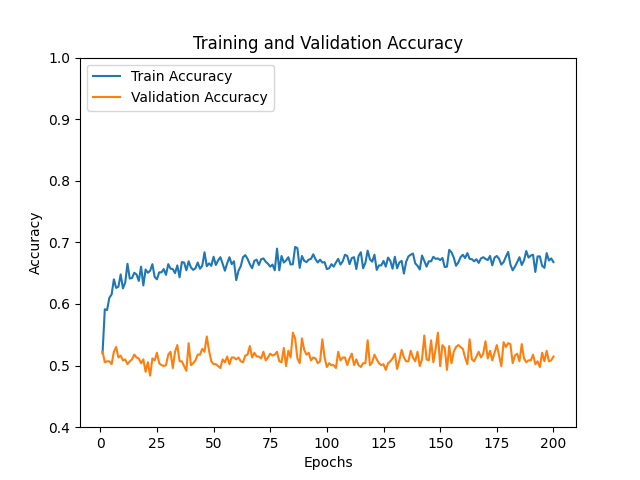 Training and Validation Accuracy
Train Accuracy
Validation Accuracy
Accuracy
1.0
0.9
0.8
0.7
0.6
0.5
0.4
0 25 50 75 100 125 150 175 200
Epochs